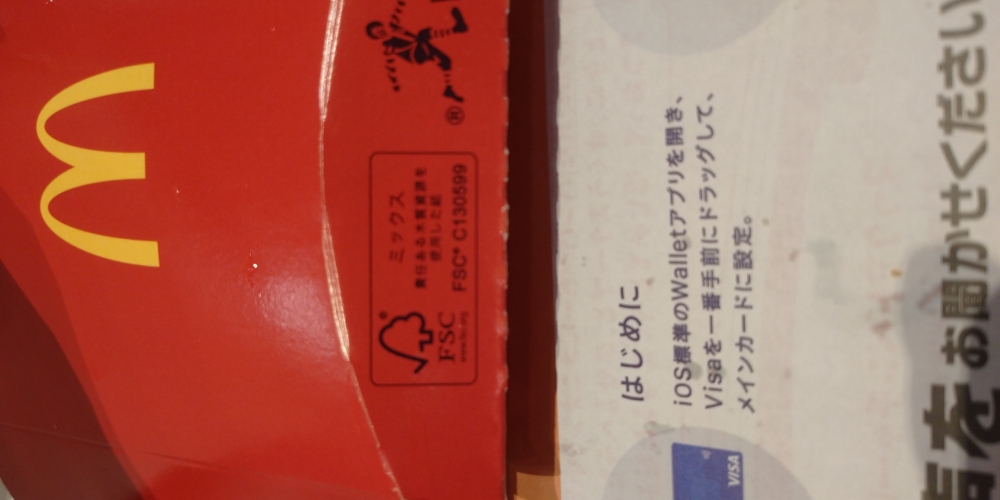 ミックス
責任ある木質資源を
使用した紙
FSC® C130599
FSC
www.fsc.org
はじめに
iOS標準のWalletアプリを開き、
Visaを一番手前にドラッグして、
メインカードに設定。
VISA
をお聞かせください